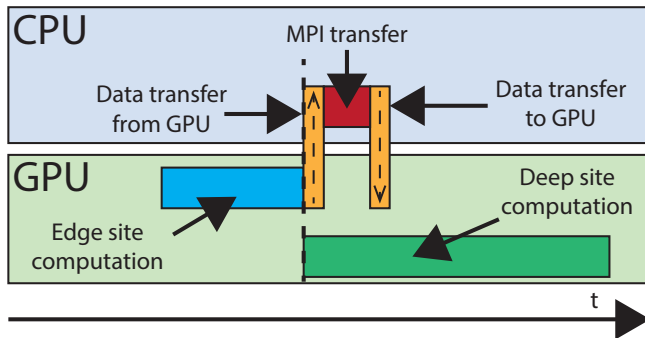 CPU
MPI transfer
Data transfer
from GPU
Data transfer
to GPU
GPU
Edge site
computation
Deep site
computation
t